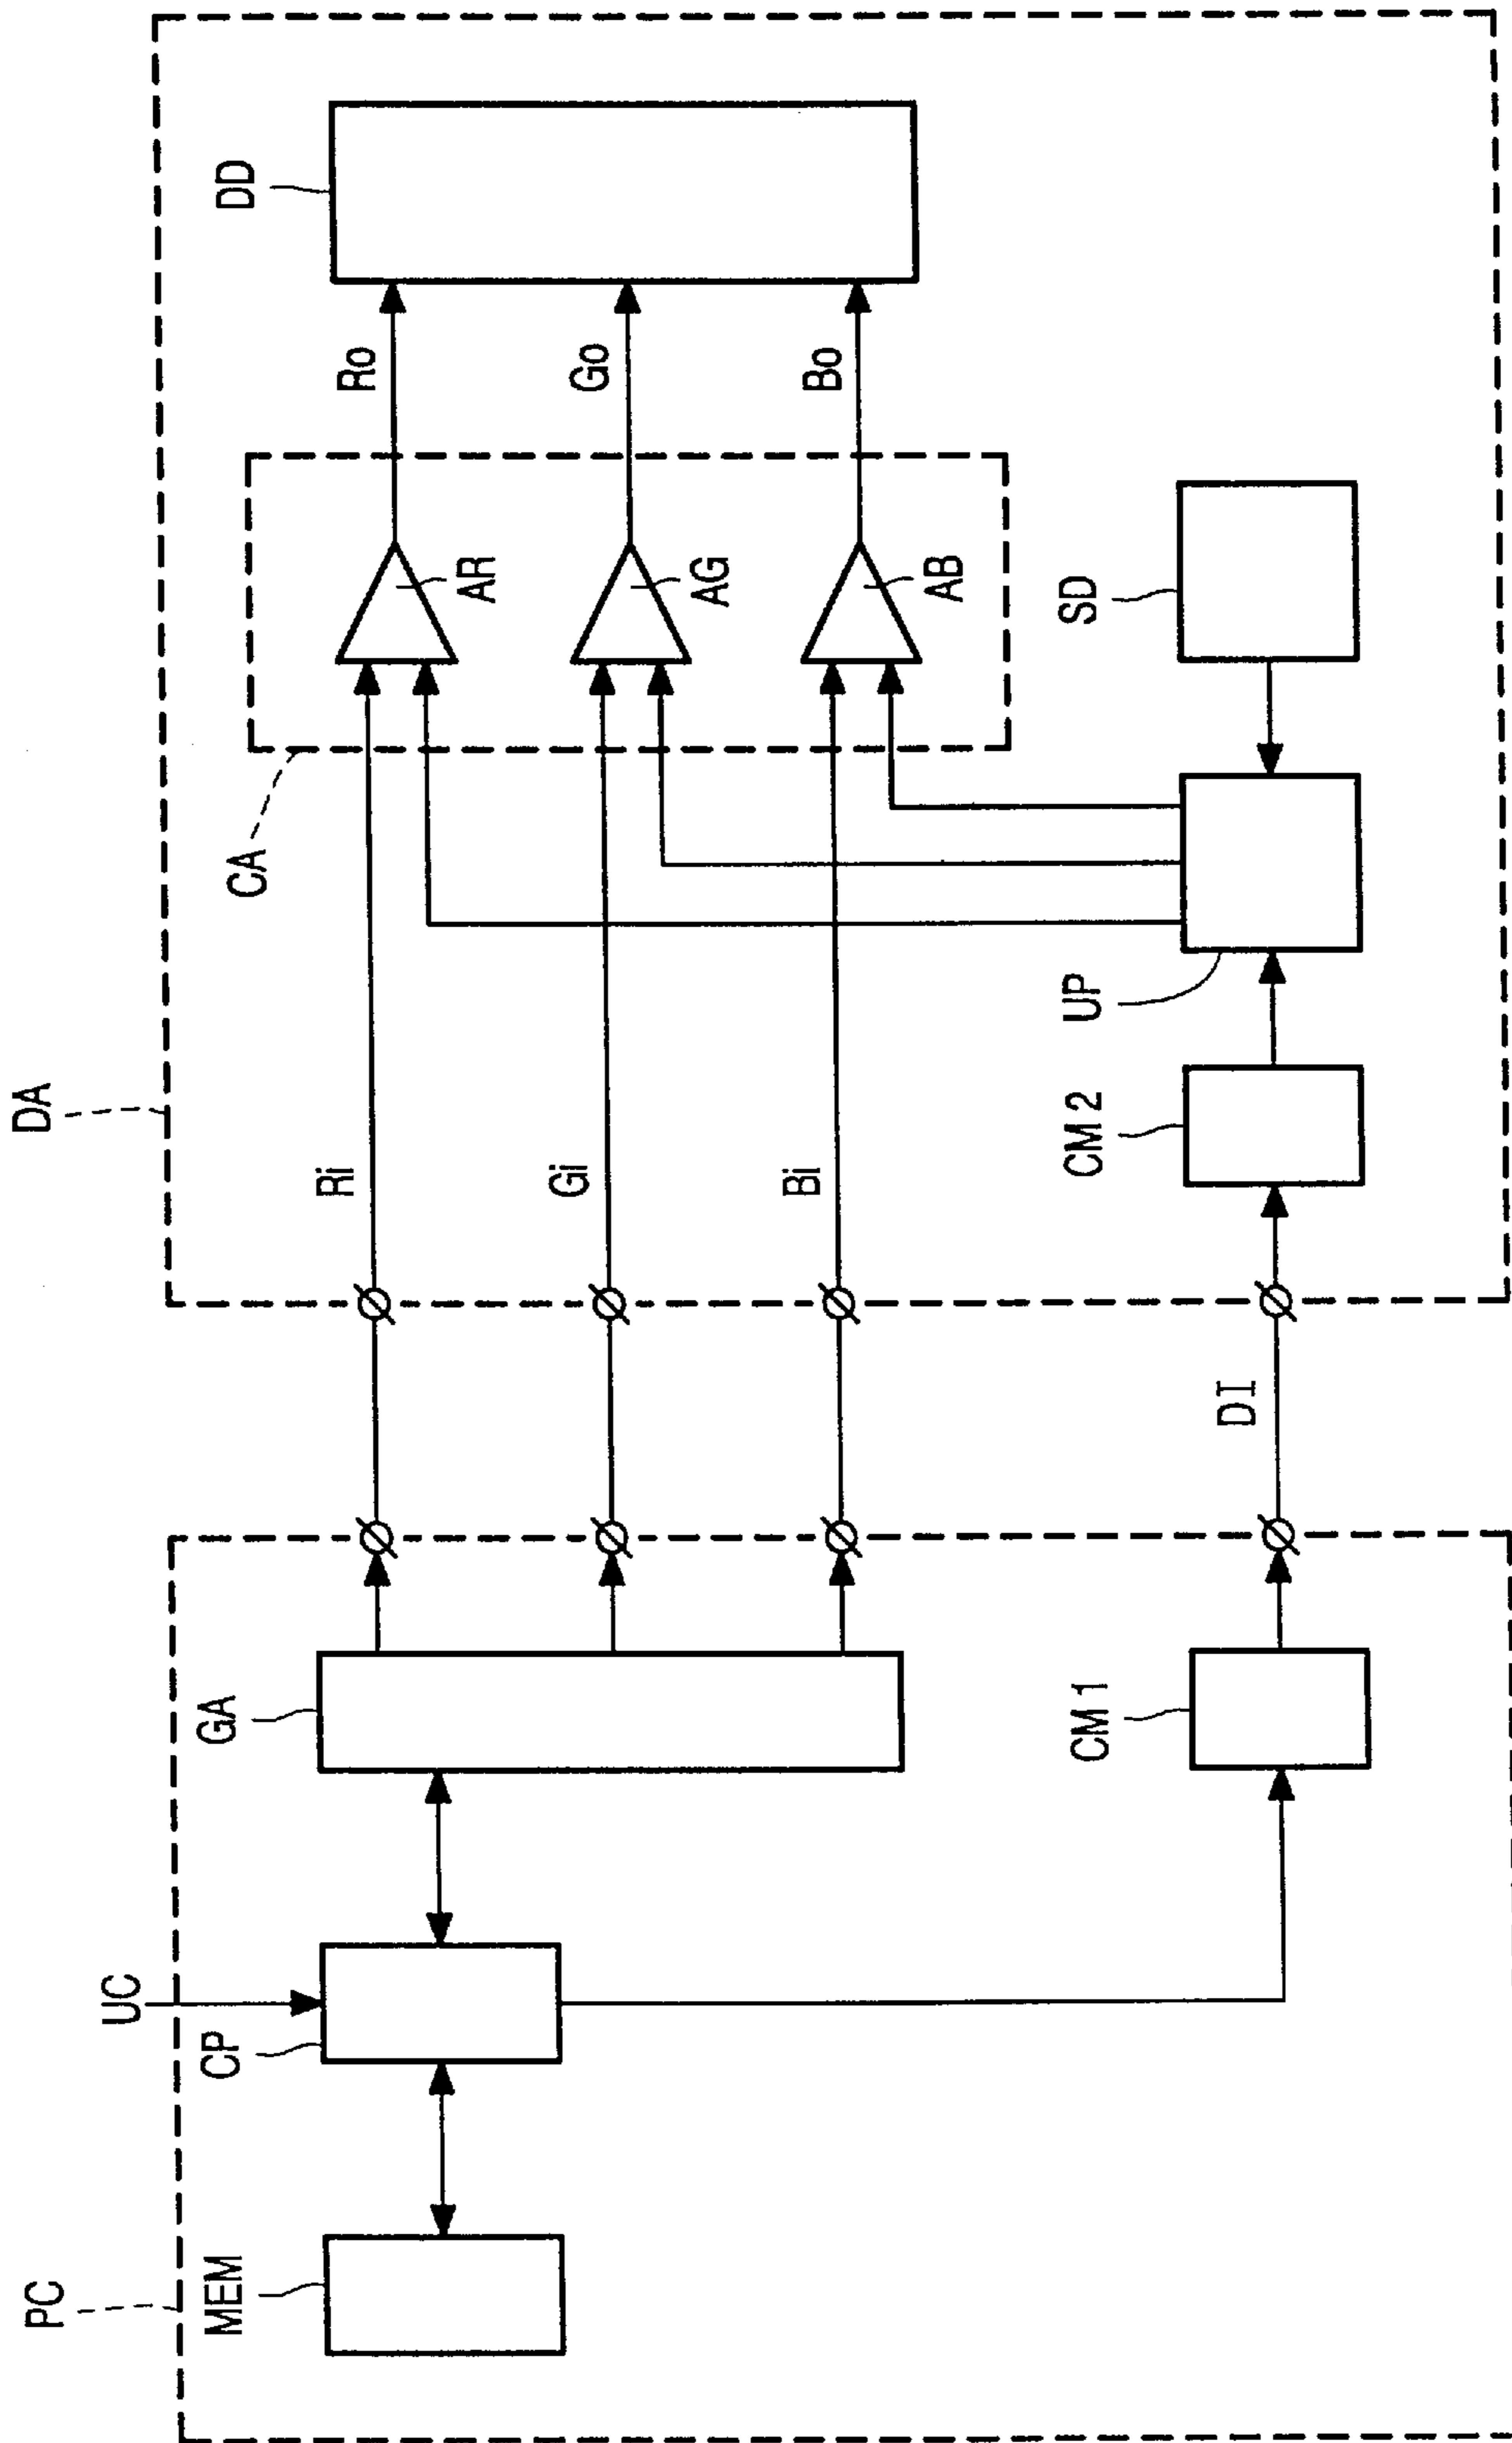 PC
DA
UC
MEM
CP
GA
Ri
Gi
Bi
CA
AR
AG
AB
Ro
Go
Bo
DD
CM 1
DI
CM 2
UP
SD